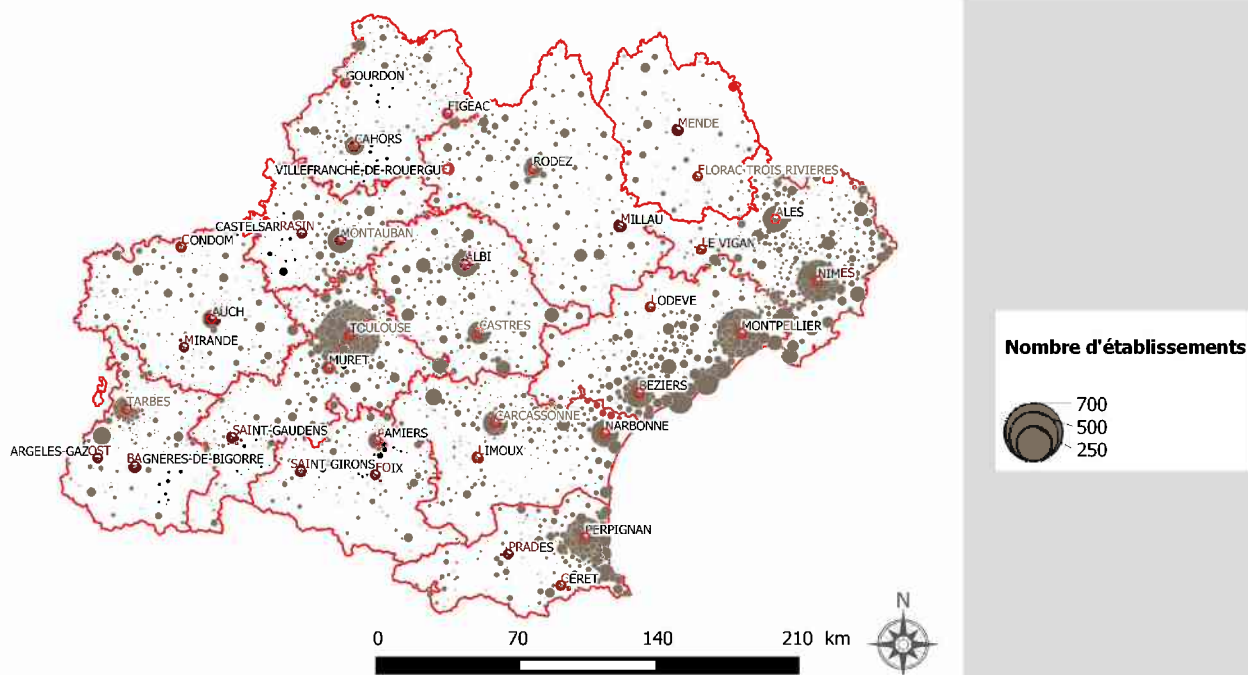 GOURDON
FIGEAC
MENDE
CAHORS
VILLEFRANCHE-DE-ROUERGUE
RODEZ
FLORAC-TROIS RIVIERES
ALES
CASTELSARRASIN
MILLAU
CONDOM
MONTAUBAN
LE VIGAN
ALBI
NIMES
LODEVE
AUCH
TOULOUSE
CASTRES
MONTPELLIER
MIRANDE
MURET
Nombre d'établissements
BEZIERS
TARBES
700
CARCASSONNE
500
SAINT-GAUDENS
PAMIERS
NARBONNE
250
ARGELES-GAZOST
BAGNERES-DE-BIGORRE
LIMOUX
SAINT-GIRONS
FOIX
PERPIGNAN
PRADES
CÉRET
N
0 70 140 210 km